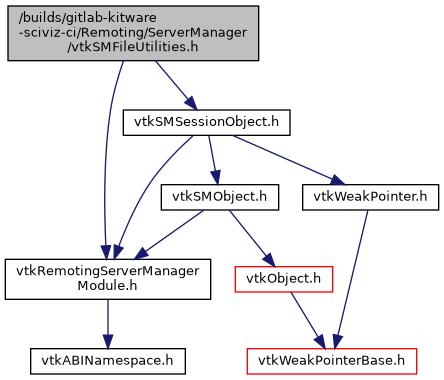 /builds/gitlab-kitware
-sciviz-ci/Remoting/ServerManager
/vtkSMFileUtilities.h
vtkSMSessionObject.h
vtkSMObject.h
vtkWeakPointer.h
vtkRemotingServerManager
Module.h
vtkObject.h
vtkABINamespace.h
vtkWeakPointerBase.h